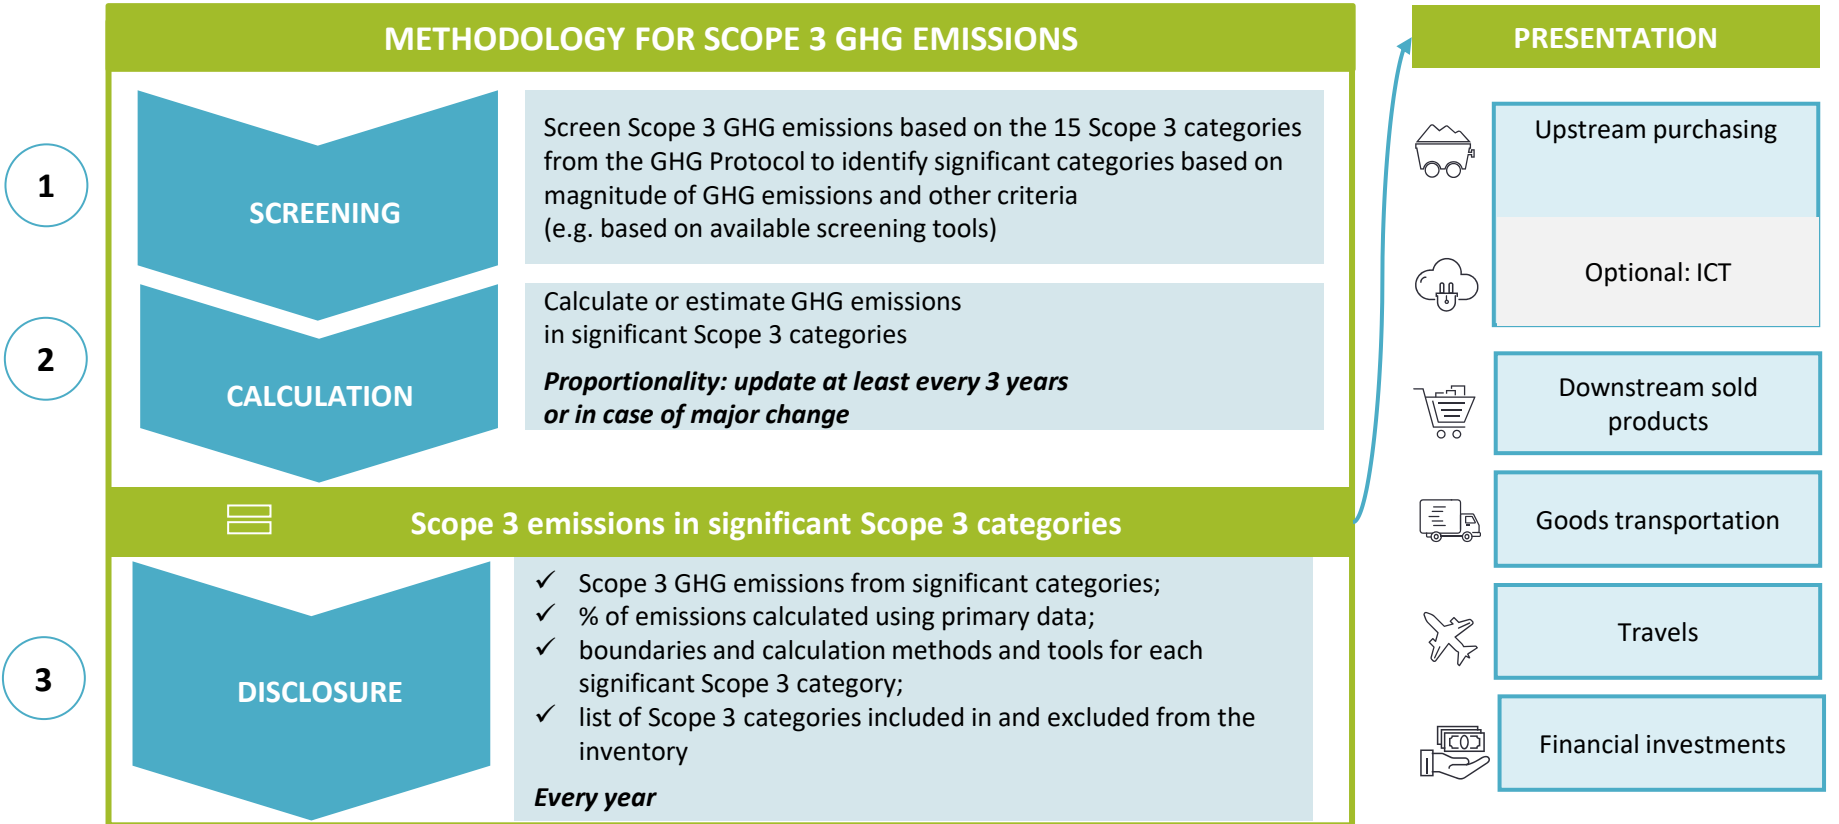 METHODOLOGY FOR SCOPE 3 GHG EMISSIONS
1
SCREENING
Screen Scope 3 GHG emissions based on the 15 Scope 3 categories
from the GHG Protocol to identify significant categories based on
magnitude of GHG emissions and other criteria
(e.g. based on available screening tools)
2
CALCULATION
Calculate or estimate GHG emissions
in significant Scope 3 categories
Proportionality: update at least every 3 years
or in case of major change
Scope 3 emissions in significant Scope 3 categories
3
DISCLOSURE
✓ Scope 3 GHG emissions from significant categories;
✓ % of emissions calculated using primary data;
✓ boundaries and calculation methods and tools for each
significant Scope 3 category;
✓ list of Scope 3 categories included in and excluded from the
inventory
Every year
PRESENTATION
Upstream purchasing
Optional: ICT
Downstream sold
products
Goods transportation
Travels
Financial investments